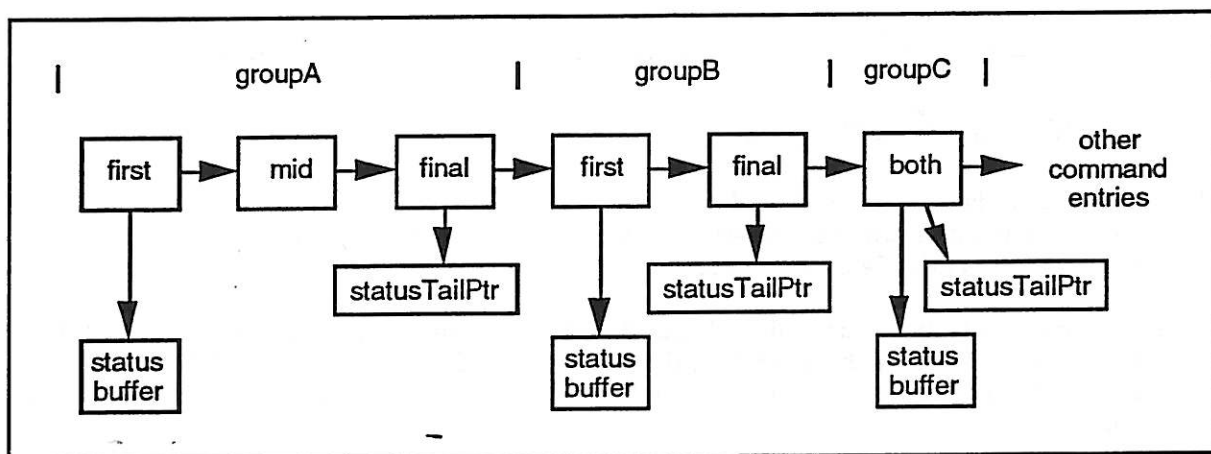 groupA
groupB
groupC
first
mid
final
first
final
both
other
command
entries
statusTailPtr
statusTailPtr
statusTailPtr
status
buffer
status
buffer
status
buffer